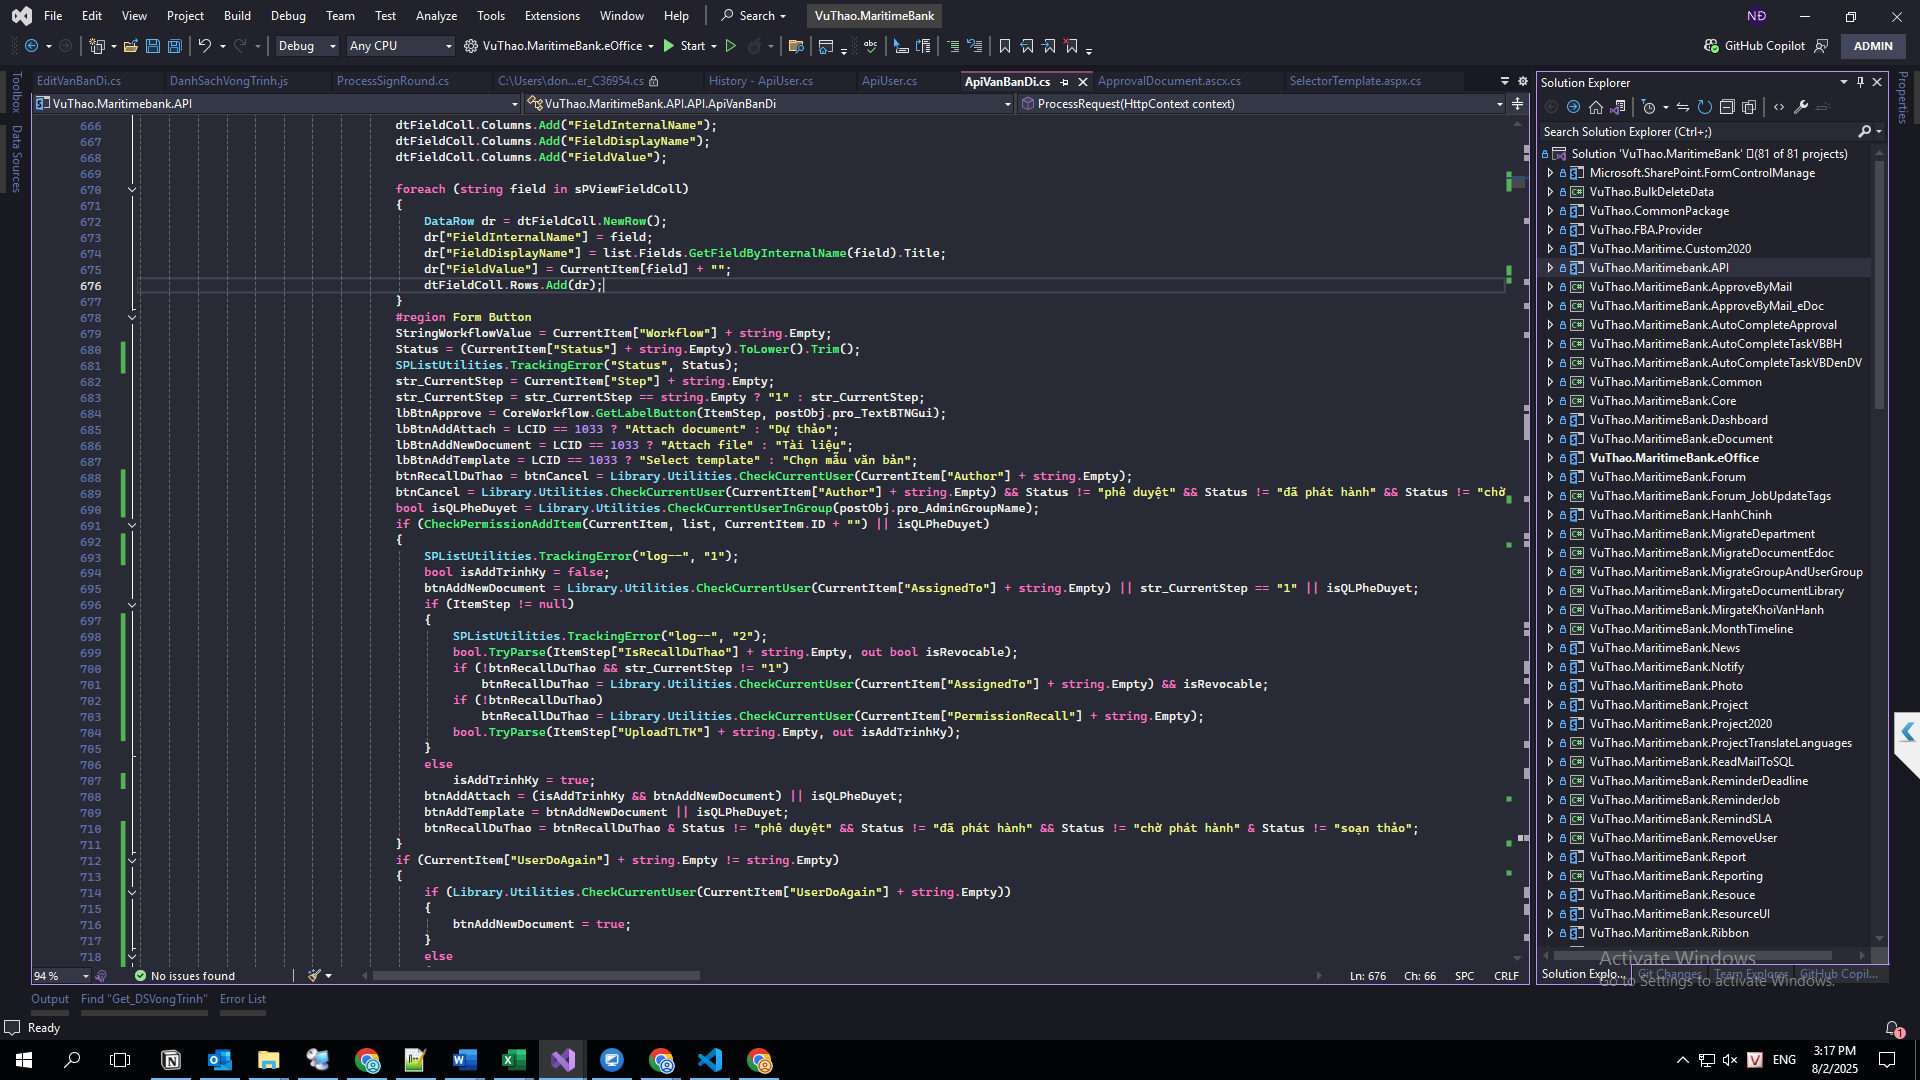 File Edit View Project Build Debug Team Test Analyze Tools Extensions Window Help Search VuThao.MaritimeBank NĐ
Debug Any CPU VuThao.MaritimeBank.eOffice Start GitHub Copilot ADMIN
EditVanBanDi.cs DanhSachVongTrinh.js ProcessSignRound.cs C:\Users\don...er_C36954.cs History - ApiUser.cs ApiUser.cs ApiVanBanDi.cs ApprovalDocument.ascx.cs SelectorTemplate.aspx.cs
VuThao.Maritimebank.API VuThao.MaritimeBank.API.API.ApiVanBanDi ProcessRequest(HttpContext context)
Toolbox
Data Sources
666 dtFieldColl.Columns.Add("FieldInternalName");
667 dtFieldColl.Columns.Add("FieldDisplayName");
668 dtFieldColl.Columns.Add("FieldValue");
669
670 foreach (string field in sPViewFieldColl)
671 {
672 DataRow dr = dtFieldColl.NewRow();
673 dr["FieldInternalName"] = field;
674 dr["FieldDisplayName"] = list.Fields.GetFieldByInternalName(field).Title;
675 dr["FieldValue"] = CurrentItem[field] + "";
676 dtFieldColl.Rows.Add(dr);
677 }
678 #region Form Button
679 StringWorkflowValue = CurrentItem["Workflow"] + string.Empty;
680 Status = (CurrentItem["Status"] + string.Empty).ToLower().Trim();
681 SPListUtilities.TrackingError("Status", Status);
682 str_CurrentStep = CurrentItem["Step"] + string.Empty;
683 str_CurrentStep = str_CurrentStep == string.Empty ? "1" : str_CurrentStep;
684 lbBtnApprove = CoreWorkflow.GetLabelButton(ItemStep, postObj.pro_TextBTNGui);
685 lbBtnAddAttach = LCID == 1033 ? "Attach document" : "Dự thảo";
686 lbBtnAddNewDocument = LCID == 1033 ? "Attach file" : "Tài liệu";
687 lbBtnAddTemplate = LCID == 1033 ? "Select template" : "Chọn mẫu văn bản";
688 btnRecallDuThao = btnCancel = Library.Utilities.CheckCurrentUser(CurrentItem["Author"] + string.Empty);
689 btnCancel = Library.Utilities.CheckCurrentUser(CurrentItem["Author"] + string.Empty) && Status != "phê duyệt" && Status != "đã phát hành" && Status != "chờ
690 bool isQLPheDuyet = Library.Utilities.CheckCurrentUserInGroup(postObj.pro_AdminGroupName);
691 if (CheckPermissionAddItem(CurrentItem, list, CurrentItem.ID + "") || isQLPheDuyet)
692 {
693 SPListUtilities.TrackingError("log--", "1");
694 bool isAddTrinhKy = false;
695 btnAddNewDocument = Library.Utilities.CheckCurrentUser(CurrentItem["AssignedTo"] + string.Empty) || str_CurrentStep == "1" || isQLPheDuyet;
696 if (ItemStep != null)
697 {
698 SPListUtilities.TrackingError("log--", "2");
699 bool.TryParse(ItemStep["IsRecallDuThao"] + string.Empty, out bool isRevocable);
700 if (!btnRecallDuThao && str_CurrentStep != "1")
701 btnRecallDuThao = Library.Utilities.CheckCurrentUser(CurrentItem["AssignedTo"] + string.Empty) && isRevocable;
702 if (!btnRecallDuThao)
703 btnRecallDuThao = Library.Utilities.CheckCurrentUser(CurrentItem["PermissionRecall"] + string.Empty);
704 bool.TryParse(ItemStep["UploadTLTK"] + string.Empty, out isAddTrinhKy);
705 }
706 else
707 isAddTrinhKy = true;
708 btnAddAttach = (isAddTrinhKy && btnAddNewDocument) || isQLPheDuyet;
709 btnAddTemplate = btnAddNewDocument || isQLPheDuyet;
710 btnRecallDuThao = btnRecallDuThao & Status != "phê duyệt" && Status != "đã phát hành" && Status != "chờ phát hành" & Status != "soạn thảo";
711 }
712 if (CurrentItem["UserDoAgain"] + string.Empty != string.Empty)
713 {
714 if (Library.Utilities.CheckCurrentUser(CurrentItem["UserDoAgain"] + string.Empty))
715 {
716 btnAddNewDocument = true;
717 }
718 else
94 % No issues found Ln: 676 Ch: 66 SPC CRLF
Output Find "Get_DSVongTrinh" Error List
Ready
Solution Explorer
Search Solution Explorer (Ctrl+;)
Solution 'VuThao.MaritimeBank' (81 of 81 projects)
Microsoft.SharePoint.FormControlManage
VuThao.BulkDeleteData
VuThao.CommonPackage
VuThao.FBA.Provider
VuThao.Maritime.Custom2020
VuThao.Maritimebank.API
VuThao.MaritimeBank.ApproveByMail
VuThao.MaritimeBank.ApproveByMail_eDoc
VuThao.MaritimeBank.AutoCompleteApproval
VuThao.MaritimeBank.AutoCompleteTaskVBBH
VuThao.MaritimeBank.AutoCompleteTaskVBDenDV
VuThao.MaritimeBank.Common
VuThao.MaritimeBank.Core
VuThao.MaritimeBank.Dashboard
VuThao.MaritimeBank.eDocument
VuThao.MaritimeBank.eOffice
VuThao.MaritimeBank.Forum
VuThao.MaritimeBank.Forum_JobUpdateTags
VuThao.MaritimeBank.HanhChinh
VuThao.MaritimeBank.MigrateDepartment
VuThao.MaritimeBank.MigrateDocumentEdoc
VuThao.MaritimeBank.MigrateGroupAndUserGroup
VuThao.MaritimeBank.MirgateDocumentLibrary
VuThao.MaritimeBank.MirgateKhoiVanHanh
VuThao.MaritimeBank.MonthTimeline
VuThao.MaritimeBank.News
VuThao.MaritimeBank.Notify
VuThao.MaritimeBank.Photo
VuThao.MaritimeBank.Project
VuThao.MaritimeBank.Project2020
VuThao.MaritimeBank.ProjectTranslateLanguages
VuThao.MaritimeBank.ReadMailToSQL
VuThao.MaritimeBank.ReminderDeadline
VuThao.MaritimeBank.ReminderJob
VuThao.MaritimeBank.RemindSLA
VuThao.MaritimeBank.RemoveUser
VuThao.MaritimeBank.Report
VuThao.MaritimeBank.Reporting
VuThao.MaritimeBank.Resouce
VuThao.MaritimeBank.ResourceUI
VuThao.MaritimeBank.Ribbon
Activate Windows
Go to Settings to activate Windows.
Solution Explo... Git Changes Team Explorer GitHub Copil...
Properties
ENG 3:17 PM
8/2/2025